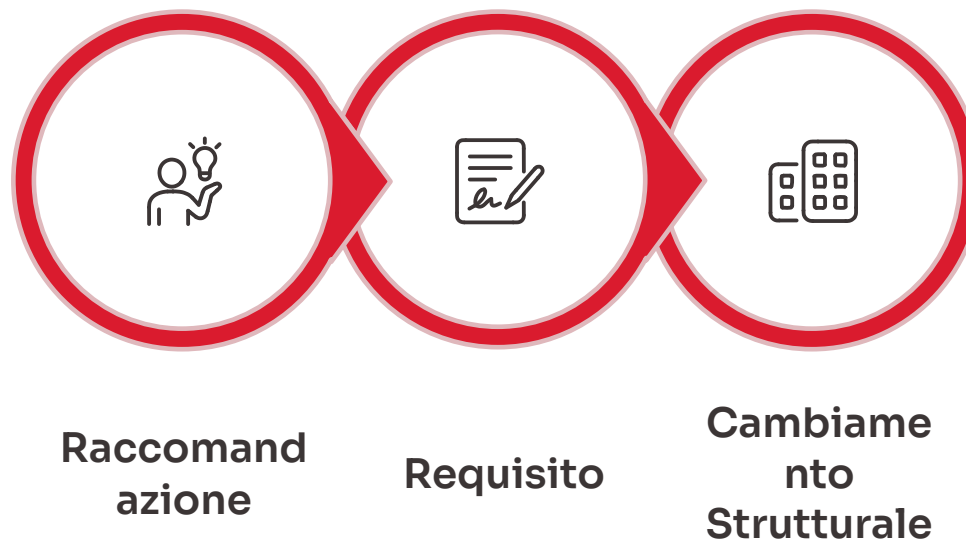 Raccomand
azione
Requisito
Cambiame
nto
Strutturale